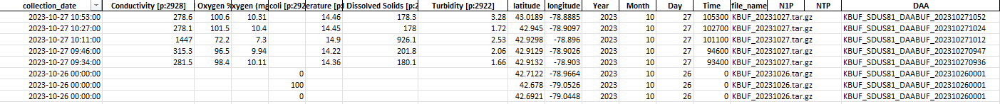 collection_date Conductivity [p:2928] l Oxygen % oxygen (mg coli [p:292 erature [p: Dissolved Solids [p:2 Turbidity [p:2922] latitude longitude Year Month Day Time file_name N1P NTP DAA
2023-10-27 10:53:00 278.6 100.6 10.31 14.46 178.3 3.28 43.0189 -78.8885 2023 10 27 105300 KBUF_20231027.tar.gz KBUF_SDUS81_DAABUF_202310271052
2023-10-27 10:27:00 278.1 101.5 10.4 14.45 178 1.72 42.945 -78.9097 2023 10 27 102700 KBUF_20231027.tar.gz KBUF_SDUS81_DAABUF_202310271024
2023-10-27 10:11:00 1447 72.2 7.3 14.9 926.1 2.53 42.9298 -78.896 2023 10 27 101100 KBUF_20231027.tar.gz KBUF_SDUS81_DAABUF_202310271012
2023-10-27 09:46:00 315.3 96.5 9.94 14.22 201.8 2.06 42.9129 -78.9026 2023 10 27 94600 KBUF_20231027.tar.gz KBUF_SDUS81_DAABUF_202310270947
2023-10-27 09:34:00 281.5 98.4 10.11 14.36 180.1 1.66 42.9132 -78.903 2023 10 27 93400 KBUF_20231027.tar.gz KBUF_SDUS81_DAABUF_202310270936
2023-10-26 00:00:00 0 42.7122 -78.9664 2023 10 26 0 KBUF_20231026.tar.gz KBUF_SDUS81_DAABUF_202310260001
2023-10-26 00:00:00 100 42.678 -79.0526 2023 10 26 0 KBUF_20231026.tar.gz KBUF_SDUS81_DAABUF_202310260001
2023-10-26 00:00:00 0 42.6921 -79.0448 2023 10 26 0 KBUF_20231026.tar.gz KBUF_SDUS81_DAABUF_202310260001